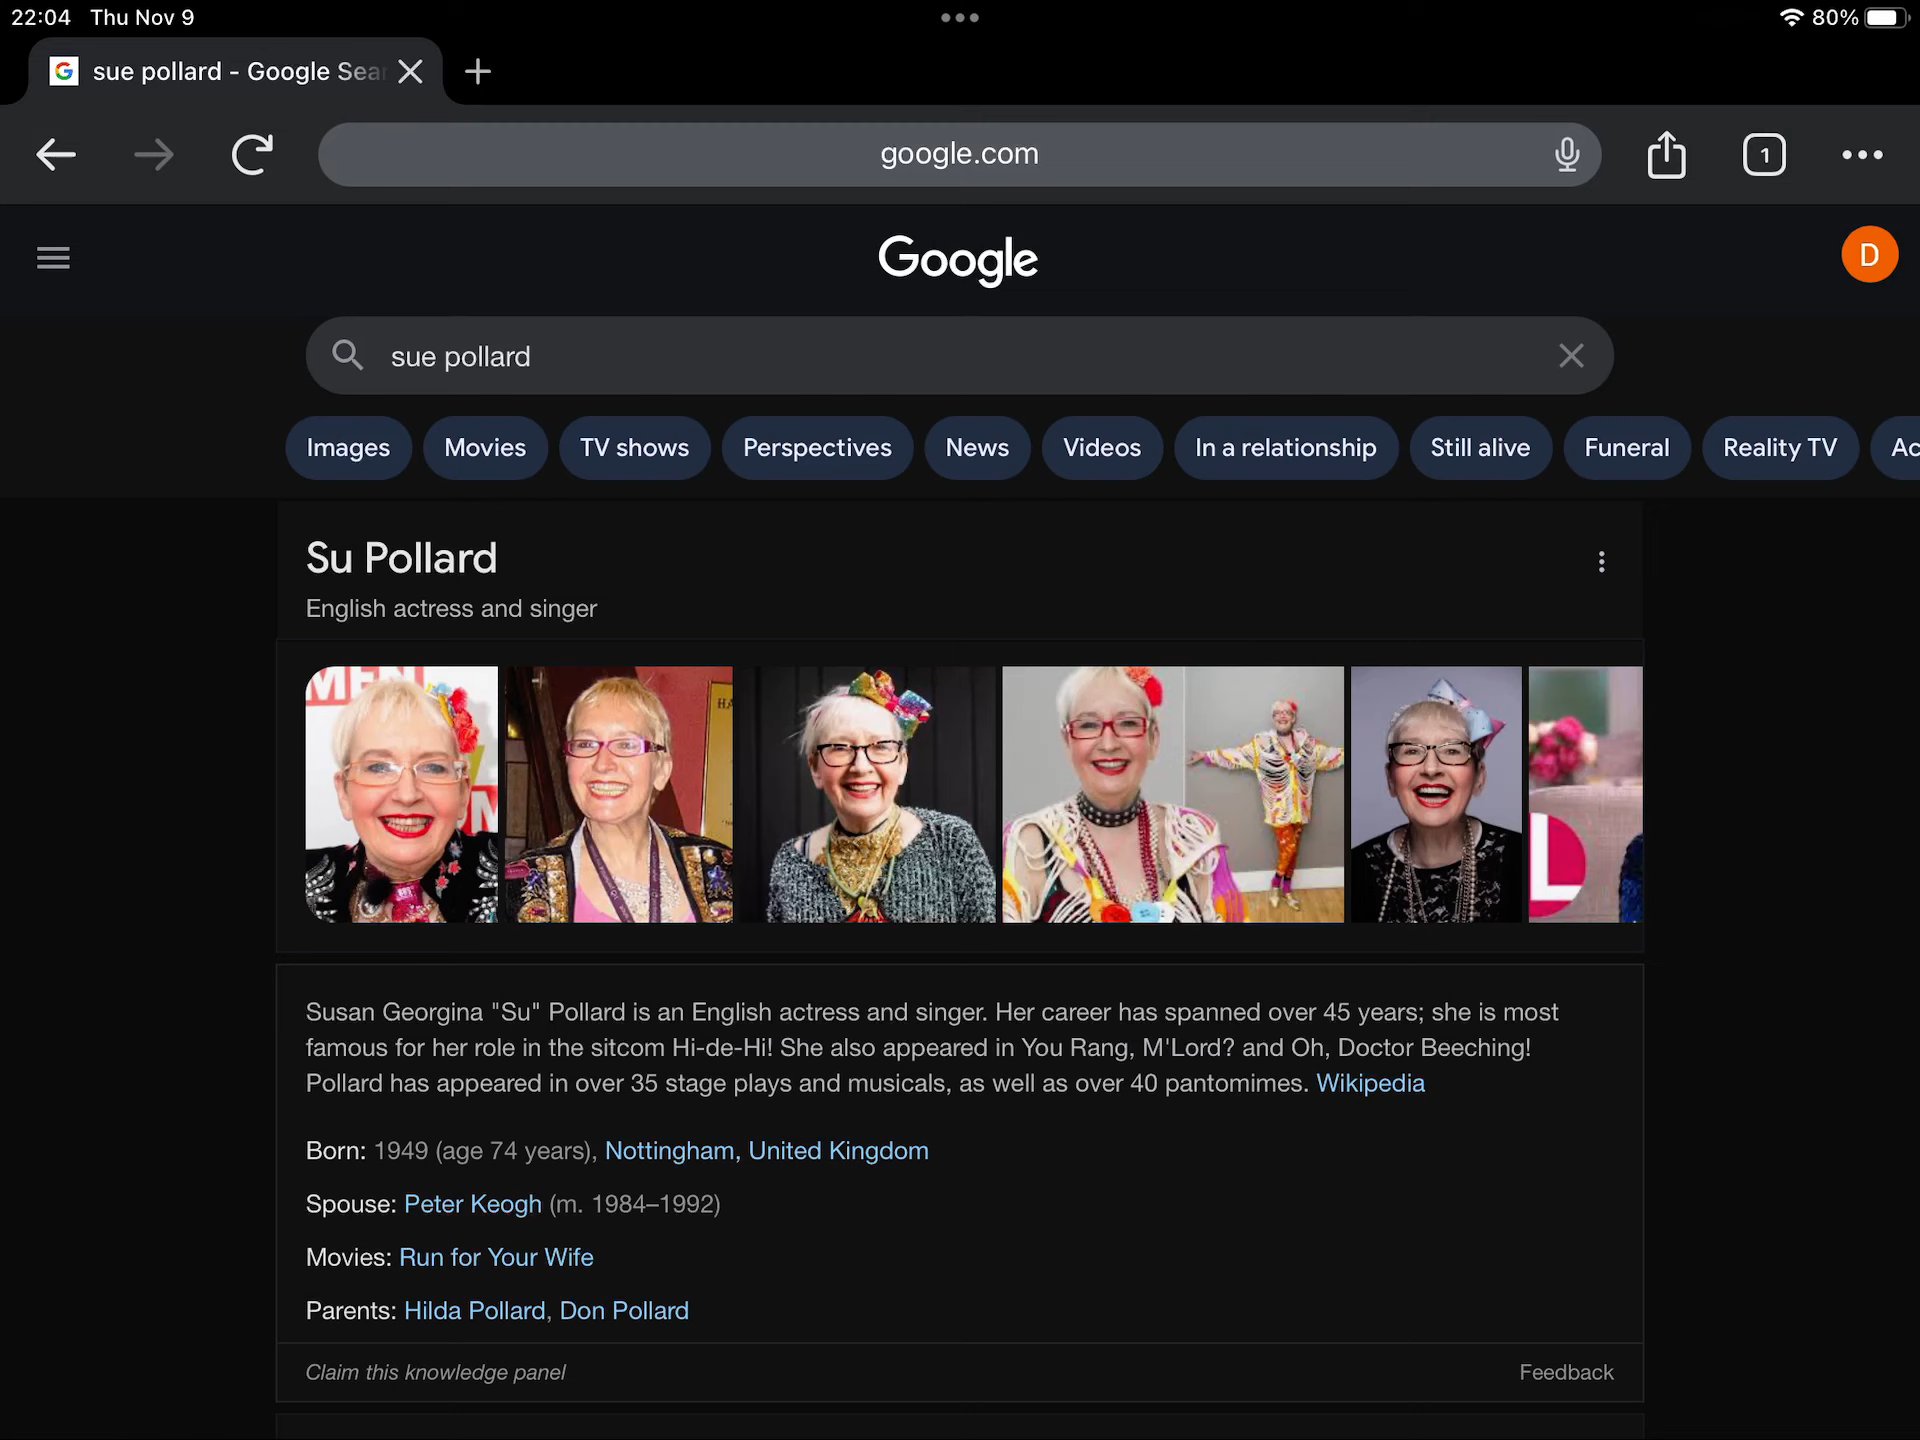 22:04 Thu Nov 9
80%
sue pollard - Google Sea
google.com
1
Google
D
sue pollard
Images Movies TV shows Perspectives News Videos In a relationship Still alive Funeral Reality TV Ac
Su Pollard
English actress and singer
MEN
HA
M
L
Susan Georgina "Su" Pollard is an English actress and singer. Her career has spanned over 45 years; she is most
famous for her role in the sitcom Hi-de-Hi! She also appeared in You Rang, M'Lord? and Oh, Doctor Beeching!
Pollard has appeared in over 35 stage plays and musicals, as well as over 40 pantomimes. Wikipedia
Born: 1949 (age 74 years), Nottingham, United Kingdom
Spouse: Peter Keogh (m. 1984–1992)
Movies: Run for Your Wife
Parents: Hilda Pollard, Don Pollard
Claim this knowledge panel
Feedback